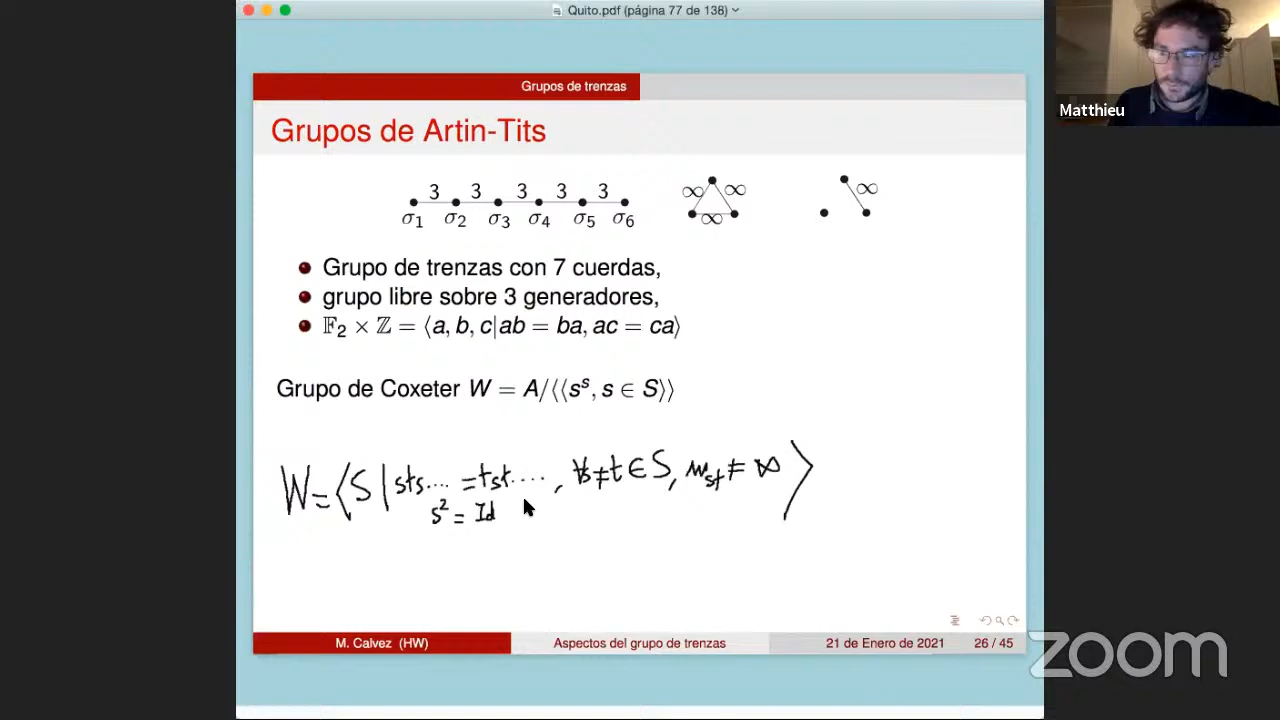 Quito.pdf (página 77 de 138)
Matthieu
Grupos de trenzas
Grupos de Artin-Tits
3 3 3 3 3
σ1 σ2 σ3 σ4 σ5 σ6
∞ ∞
∞
∞
Grupo de trenzas con 7 cuerdas,
grupo libre sobre 3 generadores,
𝔽₂ × ℤ = ⟨a, b, c|ab = ba, ac = ca⟩
Grupo de Coxeter W = A/⟨⟨sˢ, s ∈ S⟩⟩
W = ⟨S | sts.... = tst...., ∀s≠t ∈ S, mst ≠ ∞⟩
s² = Id
M. Calvez (HW) Aspectos del grupo de trenzas 21 de Enero de 2021 26 / 45
zoom